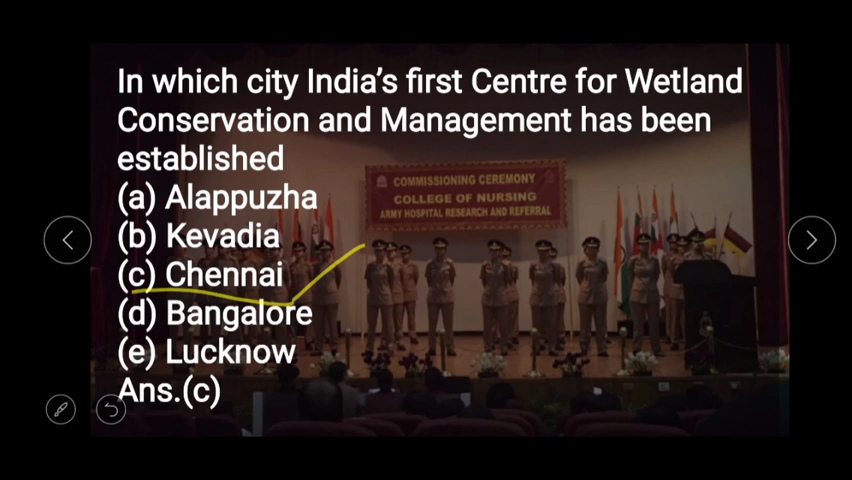 In which city India's first Centre for Wetland
Conservation and Management has been
established
(a) Alappuzha
(b) Kevadia
(c) Chennai
(d) Bangalore
(e) Lucknow
Ans.(c)
COMMISSIONING CEREMONY
COLLEGE OF NURSING
ARMY HOSPITAL RESEARCH AND REFERRAL